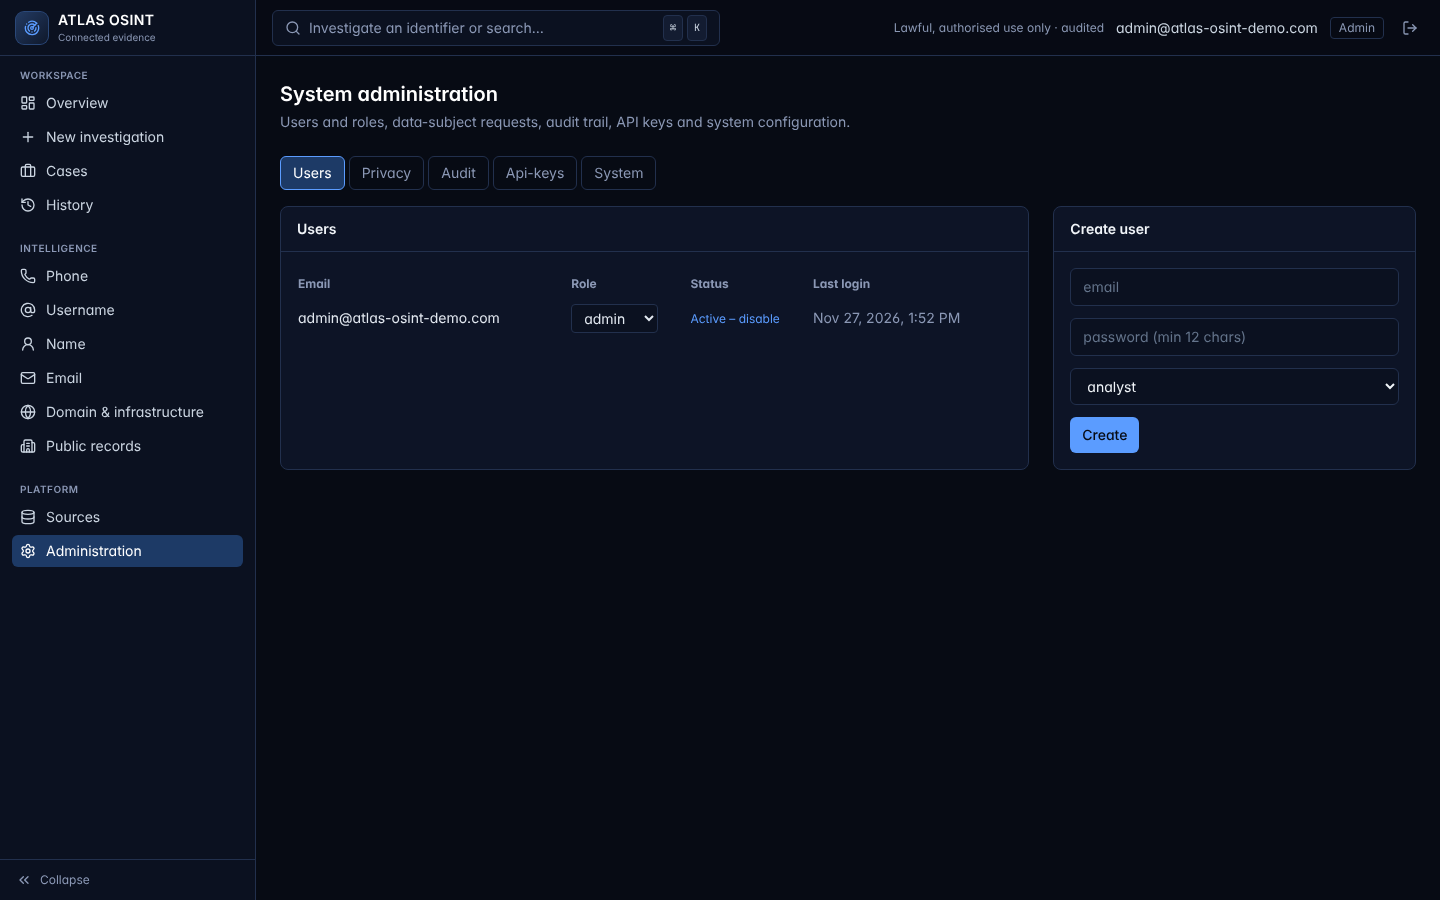 ATLAS OSINT
Connected evidence
Investigate an identifier or search...
⌘ K
Lawful, authorised use only · audited
admin@atlas-osint-demo.com
Admin
WORKSPACE
Overview
New investigation
Cases
History
INTELLIGENCE
Phone
Username
Name
Email
Domain & infrastructure
Public records
PLATFORM
Sources
Administration
Collapse
System administration
Users and roles, data-subject requests, audit trail, API keys and system configuration.
Users Privacy Audit Api-keys System
Users
Email Role Status Last login
admin@atlas-osint-demo.com admin Active – disable Nov 27, 2026, 1:52 PM
Create user
email
password (min 12 chars)
analyst
Create